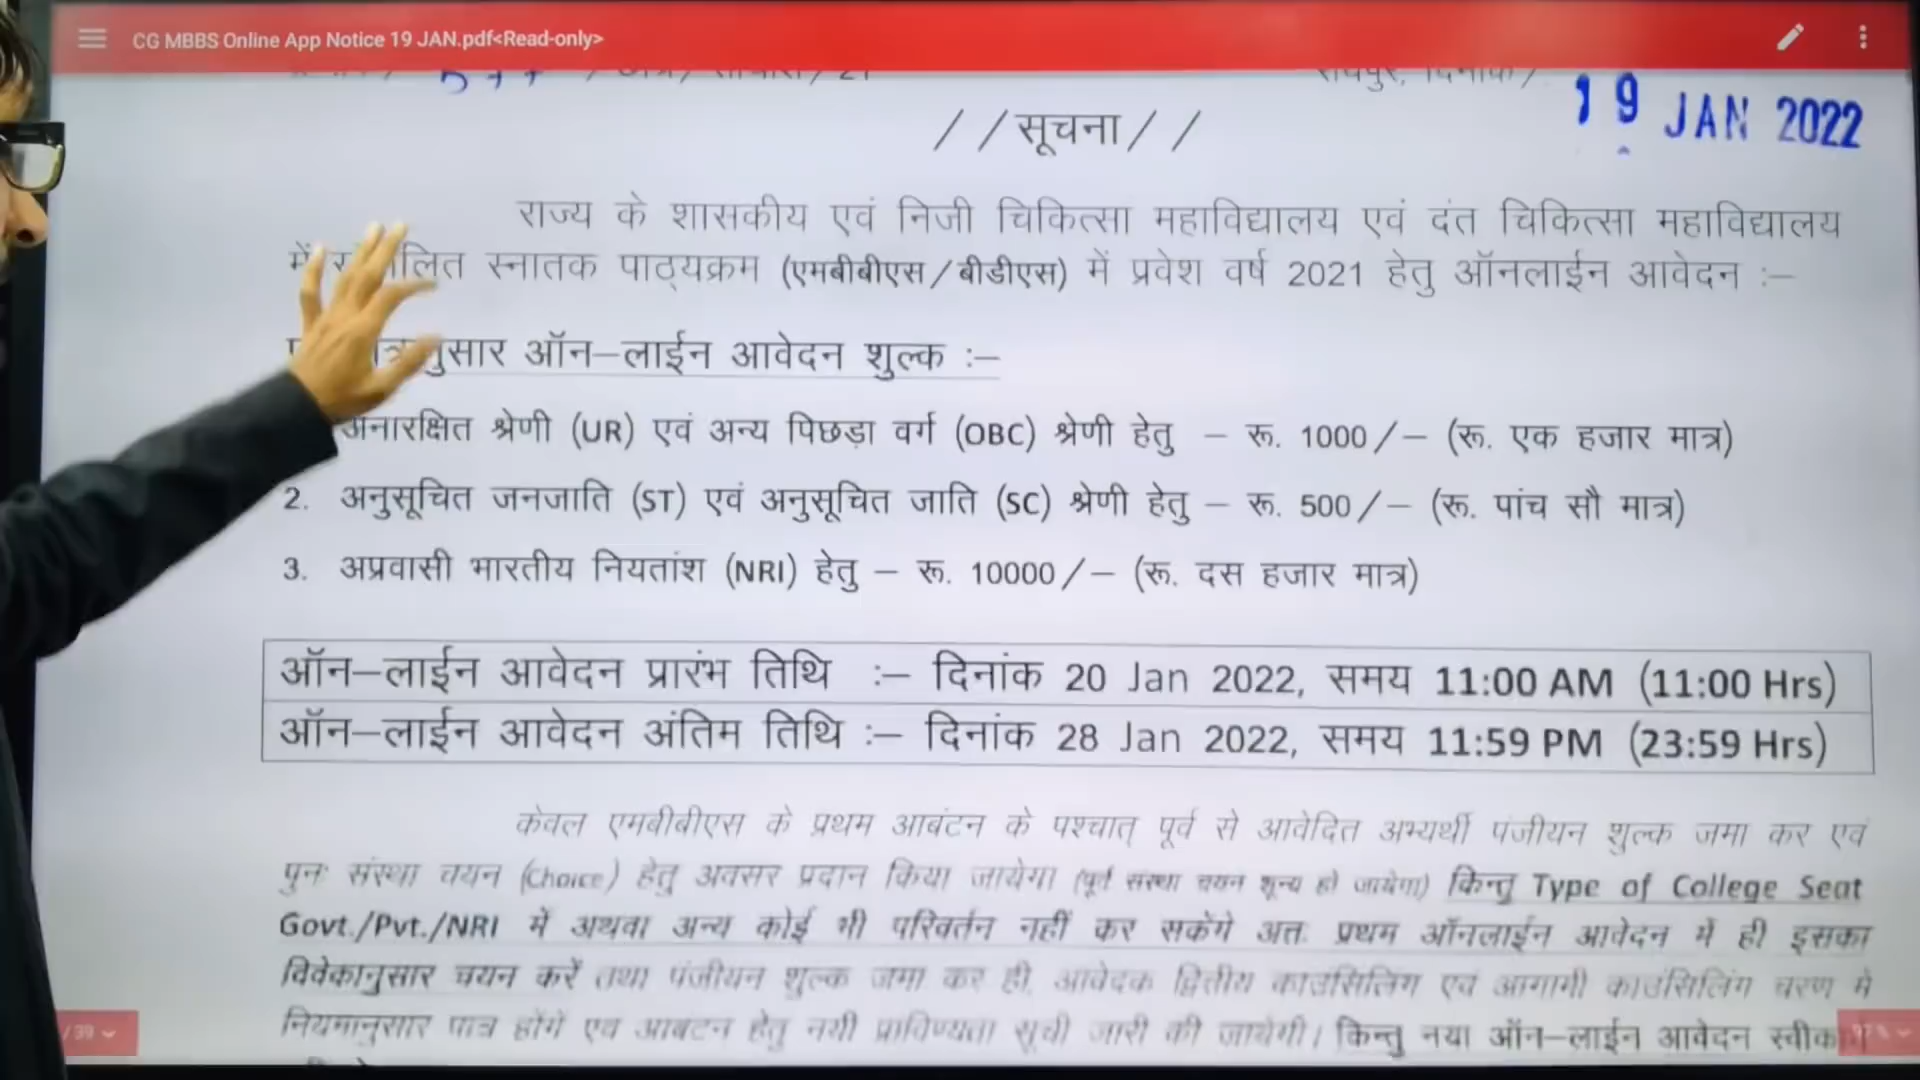 CG MBBS Online App Notice 19 JAN.pdf<Read-only>
रायपुर, दिनांक /
19 JAN 2022
//सूचना//
राज्य के शासकीय एवं निजी चिकित्सा महाविद्यालय एवं दंत चिकित्सा महाविद्यालय
में स्नातक पाठ्यक्रम (एमबीबीएस/बीडीएस) में प्रवेश वर्ष 2021 हेतु ऑनलाईन आवेदन :–
ऑन–लाईन आवेदन शुल्क :–
अनारक्षित श्रेणी (UR) एवं अन्य पिछड़ा वर्ग (OBC) श्रेणी हेतु – रू. 1000/– (रू. एक हजार मात्र)
2. अनुसूचित जनजाति (ST) एवं अनुसूचित जाति (SC) श्रेणी हेतु – रू. 500/– (रू. पांच सौ मात्र)
3. अप्रवासी भारतीय नियतांश (NRI) हेतु – रू. 10000/– (रू. दस हजार मात्र)
ऑन–लाईन आवेदन प्रारंभ तिथि :– दिनांक 20 Jan 2022, समय 11:00 AM (11:00 Hrs)
ऑन–लाईन आवेदन अंतिम तिथि :– दिनांक 28 Jan 2022, समय 11:59 PM (23:59 Hrs)
केवल एमबीबीएस के प्रथम आबंटन के पश्चात् पूर्व से आवेदित अभ्यर्थी पंजीयन शुल्क जमा कर एवं
पुनः संस्था चयन (Choice) हेतु अवसर प्रदान किया जायेगा (पूर्व संस्था चयन शून्य हो जायेगा) किन्तु Type of College Seat
Govt./Pvt./NRI में अथवा अन्य कोई भी परिवर्तन नहीं कर सकेंगे अतः प्रथम ऑनलाईन आवेदन में ही इसका
विवेकानुसार चयन करें तथा पंजीयन शुल्क जमा कर ही, आवेदक द्वितीय काउंसिलिंग एवं आगामी काउंसिलिंग चरण में
नियमानुसार पात्र होंगे एवं आबंटन हेतु नयी प्राविण्यता सूची जारी की जायेगी। किन्तु नया ऑन–लाईन आवेदन
/ 39